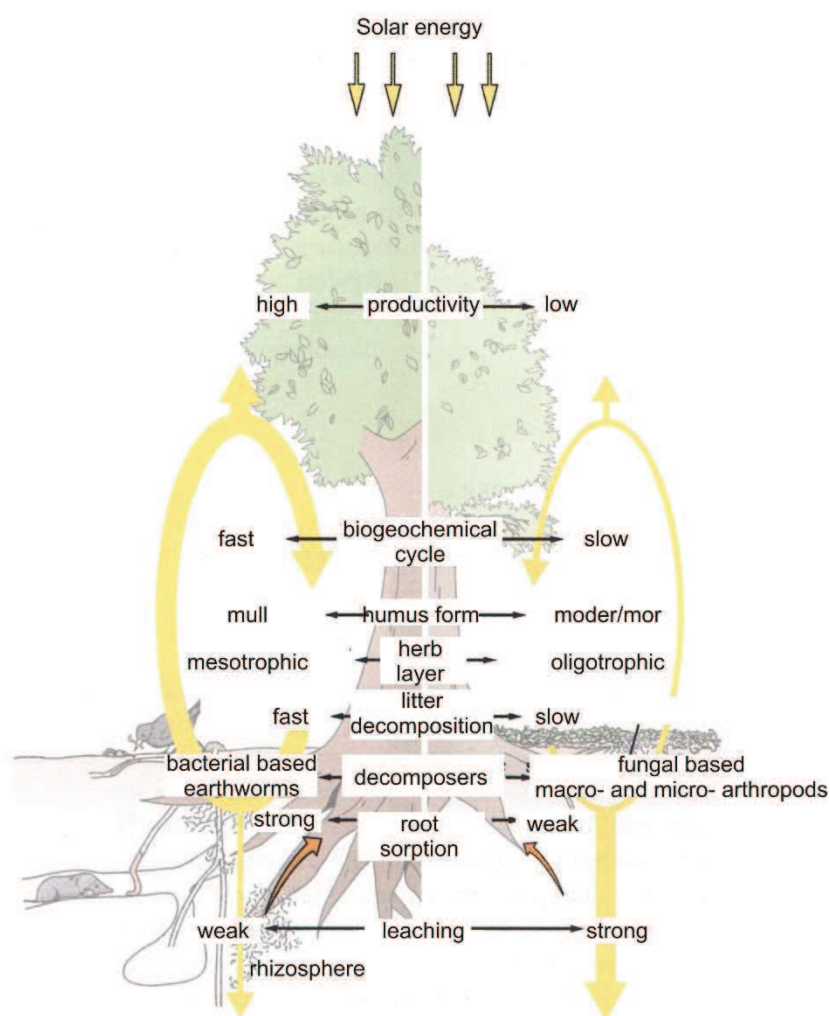 Solar energy
high productivity low
fast biogeochemical cycle slow
mull humus form moder/mor
mesotrophic herb layer oligotrophic
fast litter decomposition slow
bacterial based earthworms decomposers fungal based macro- and micro- arthropods
strong root sorption weak
weak leaching strong
rhizosphere